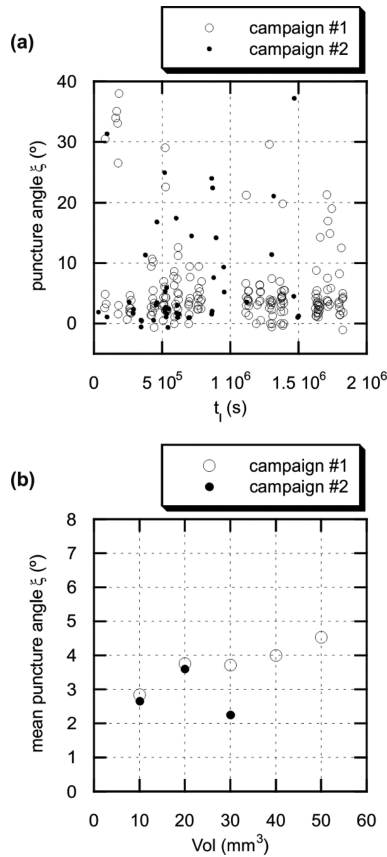 campaign #1
campaign #2
(a)
40
30
20
10
0
puncture angle ξ (º)
0 5 10⁵ 1 10⁶ 1.5 10⁶ 2 10⁶
tI (s)
campaign #1
campaign #2
(b)
8
7
6
5
4
3
2
1
0
mean puncture angle ξ (º)
0 10 20 30 40 50 60
Vol (mm³)